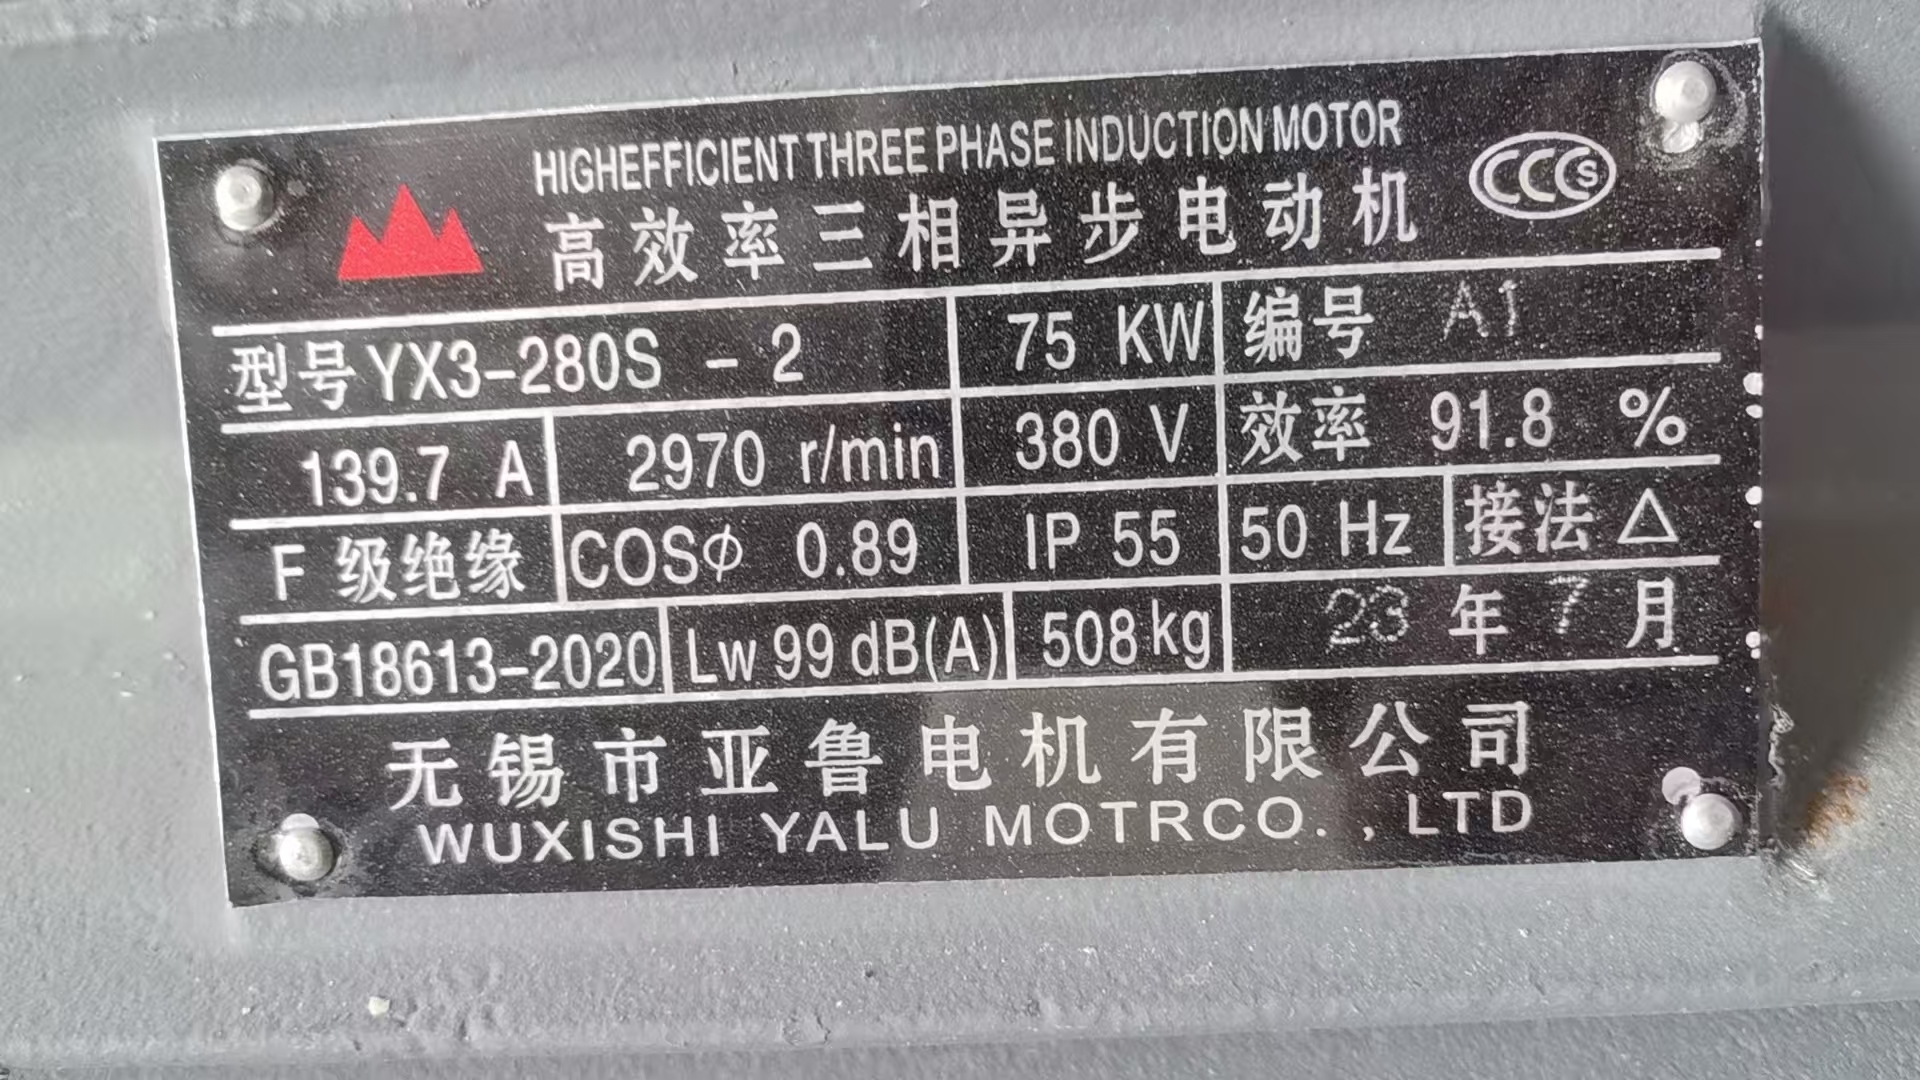 HIGHEFFICIENT THREE PHASE INDUCTION MOTOR
高效率三相异步电动机
CCC S
型号 YX3-280S - 2 75 KW 编号 A1
139.7 A 2970 r/min 380 V 效率 91.8 %
F 级绝缘 COSϕ 0.89 IP 55 50 Hz 接法 △
GB18613-2020 Lw 99 dB(A) 508 kg 23 年 7 月
无锡市亚鲁电机有限公司
WUXISHI YALU MOTRCO. , LTD